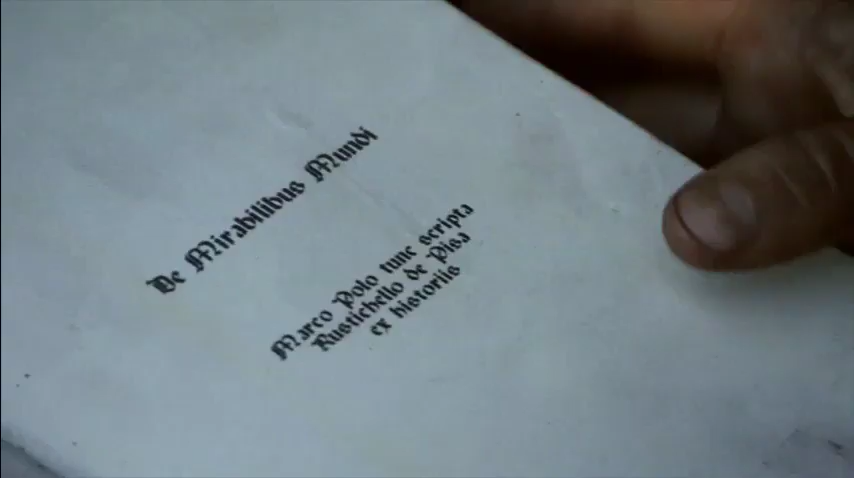 De Mirabilibus Mundi
Marco Polo tunc scripta
Rustichello de Pisa
ex historiis